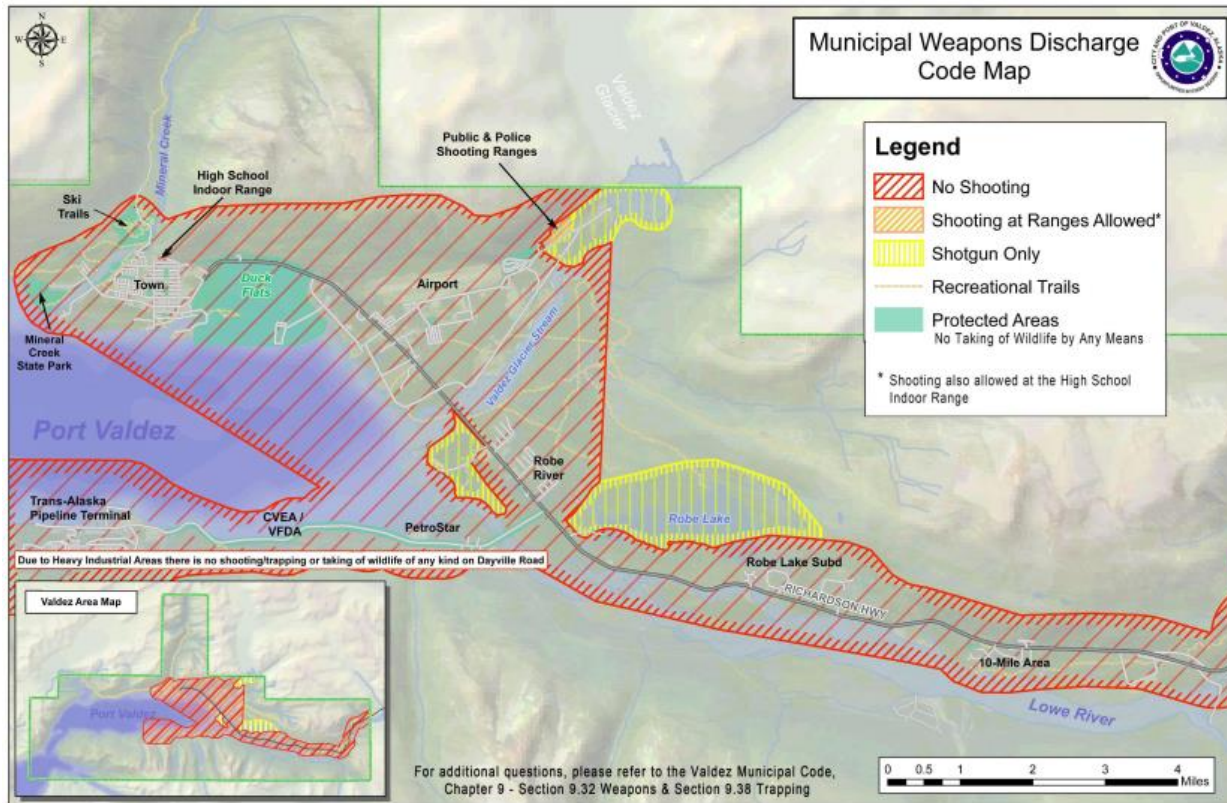 Municipal Weapons Discharge
Code Map
CITY AND PORT OF VALDEZ, ALASKA
N
W
E
S
Valdez
Glacier
Mineral Creek
Public & Police
Shooting Ranges
High School
Indoor Range
Ski
Trails
Town
Duck
Flats
Airport
Mineral
Creek
State Park
Valdez Glacier Stream
Port Valdez
Robe
River
Trans-Alaska
Pipeline Terminal
CVEA /
VFDA
PetroStar
Robe Lake
Due to Heavy Industrial Areas there is no shooting/trapping or taking of wildlife of any kind on Dayville Road
Robe Lake Subd
RICHARDSON HWY
10-Mile Area
Lowe River
Legend
No Shooting
Shooting at Ranges Allowed*
Shotgun Only
Recreational Trails
Protected Areas
No Taking of Wildlife by Any Means
* Shooting also allowed at the High School
Indoor Range
Valdez Area Map
Port Valdez
For additional questions, please refer to the Valdez Municipal Code,
Chapter 9 - Section 9.32 Weapons & Section 9.38 Trapping
0 0.5 1 2 3 4
Miles